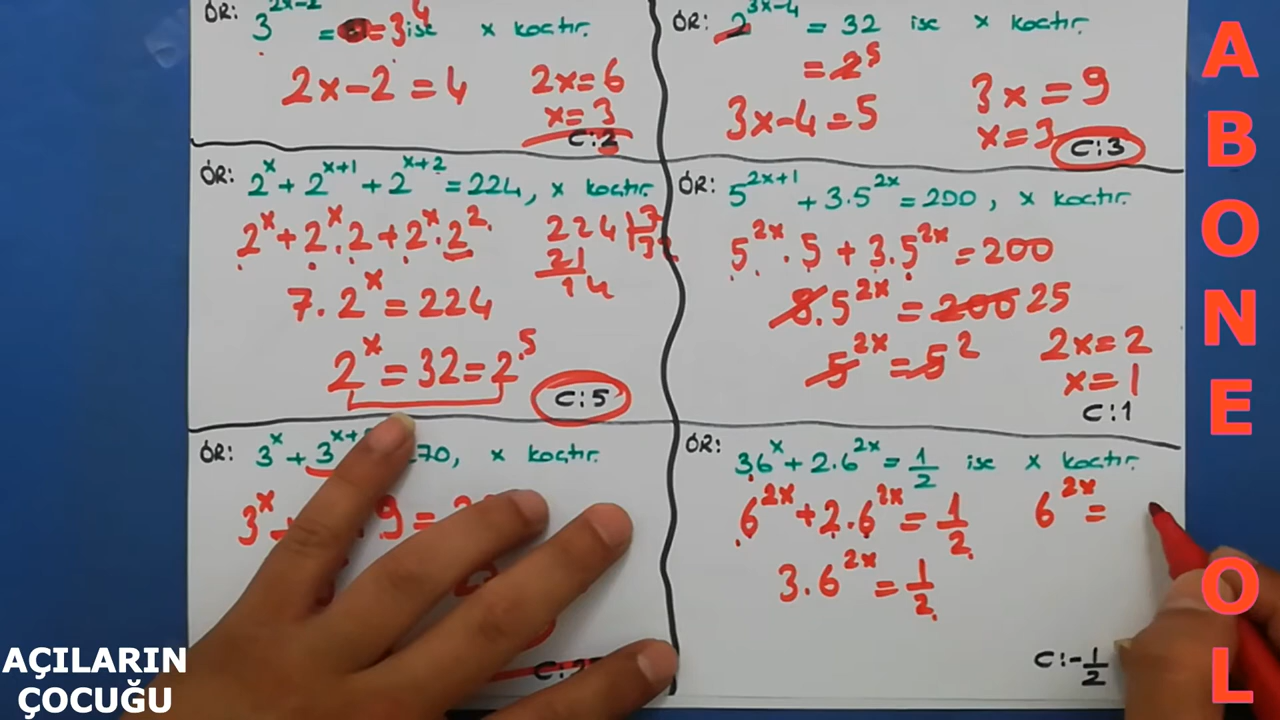 ÖR: 3^{2x-2} = = 3^4 ise x kaçtır.
2x-2=4 2x=6
x=3
C:2
ÖR: 2^{3x-4} = 32 ise x kaçtır.
= 2^5
3x-4=5 3x=9
x=3 C:3
ÖR: 2^x + 2^{x+1} + 2^{x+2} = 224, x kaçtır.
2^x + 2^x.2 + 2^x.2^2 224 7
21 32
14
7.2^x = 224
2^x = 32 = 2^5
C:5
ÖR: 5^{2x+1} + 3.5^{2x} = 200, x kaçtır.
5^{2x}.5 + 3.5^{2x} = 200
8.5^{2x} = 200 25
5^{2x} = 5^2 2x=2
x=1
C:1
ÖR: 3^x + 3^{x+ 270, x kaçtır.
3^x 9 =
ÖR: 36^x + 2.6^{2x} = 1/2 ise x kaçtır.
6^{2x} + 2.6^{2x} = 1/2 6^{2x} =
3.6^{2x} = 1/2
C:-1/2
ABONE
OL
AÇILARIN
ÇOCUĞU